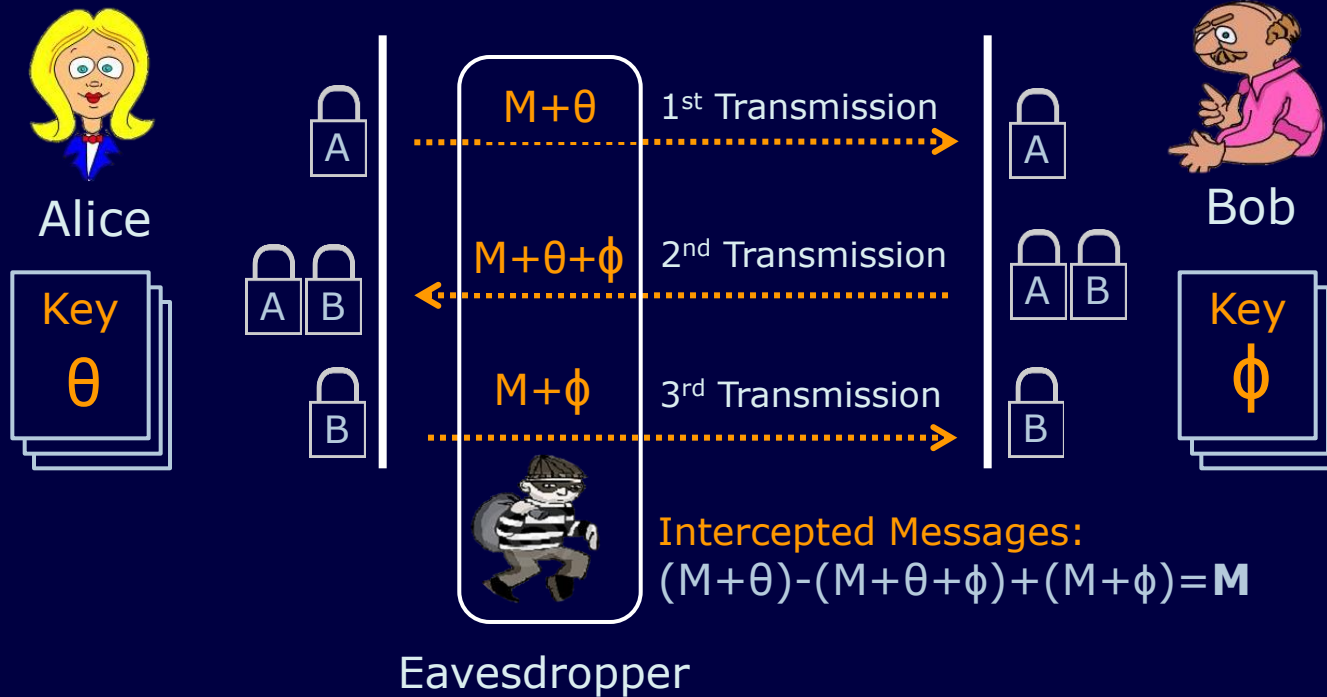 M+θ 1st Transmission
A
A
Alice
Bob
M+θ+ϕ 2nd Transmission
A B
A B
Key
θ
Key
ϕ
M+ϕ 3rd Transmission
B
B
Intercepted Messages:
(M+θ)-(M+θ+ϕ)+(M+ϕ)=M
Eavesdropper